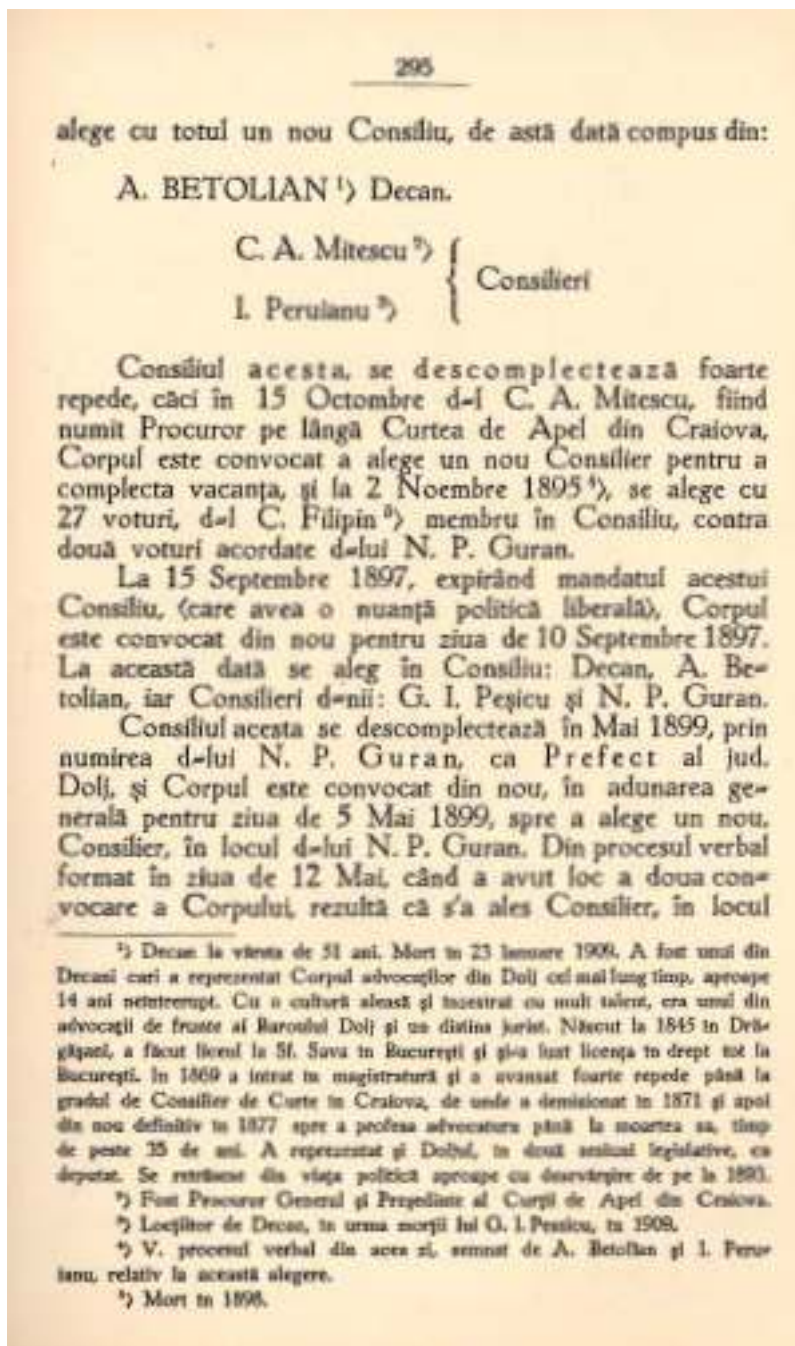 295
alege cu totul un nou Consiliu, de astă dată compus din:
A. BETOLIAN ¹) Decan.
C. A. Mitescu ²)
Consilieri
I. Peruianu ³)
Consiliul acesta, se descomplectează foarte
repede, căci în 15 Octombre d-l C. A. Mitescu, fiind
numit Procuror pe lângă Curtea de Apel din Craiova,
Corpul este convocat a alege un nou Consilier pentru a
complecta vacanța, și la 2 Noembre 1895 ⁴), se alege cu
27 voturi, d-l C. Filipin ⁵) membru în Consiliu, contra
două voturi acordate d-lui N. P. Guran.
La 15 Septembre 1897, expirând mandatul acestui
Consiliu, (care avea o nuanță politică liberală), Corpul
este convocat din nou pentru ziua de 10 Septembre 1897.
La această dată se aleg în Consiliu: Decan, A. Be-
tolian, iar Consilieri d-nii: G. I. Peșicu și N. P. Guran.
Consiliul acesta se descomplectează în Mai 1899, prin
numirea d-lui N. P. Guran, ca Prefect al jud.
Dolj, și Corpul este convocat din nou, în adunarea ge-
nerală pentru ziua de 5 Mai 1899, spre a alege un nou,
Consilier, în locul d-lui N. P. Guran. Din procesul verbal
format în ziua de 12 Mai, când a avut loc a doua con-
vocare a Corpului, rezultă că s'a ales Consilier, în locul
¹) Decan la vârsta de 51 ani. Mort în 23 Ianuare 1909. A fost unul din
Decanii cari a reprezentat Corpul advocaților din Dolj cel mai lung timp, aproape
14 ani neîntrerupt. Cu o cultură aleasă și înzestrat cu mult talent, era unul din
advocații de frunte ai Baroului Dolj și un distins jurist. Născut la 1845 în Dră-
gășani, a făcut liceul la Sf. Sava în București și și-a luat licența în drept tot la
București. In 1869 a intrat în magistratură și a avansat foarte repede până la
gradul de Consilier de Curte în Craiova, de unde a demisionat în 1871 și apoi
din nou definitiv în 1877 spre a profesa advocatura până la moartea sa, timp
de peste 35 de ani. A reprezentat și Doljul, în două sesiuni legislative, ca
deputat. Se retrăsese din viața politică aproape cu desevârșire de pe la 1893.
²) Fost Procuror General și Președinte al Curții de Apel din Craiova.
³) Locțiitor de Decan, în urma morții lui G. I. Pessicu, în 1908.
⁴) V. procesul verbal din acea zi, semnat de A. Betolian și I. Peru-
ianu, relativ la această alegere.
⁵) Mort în 1898.